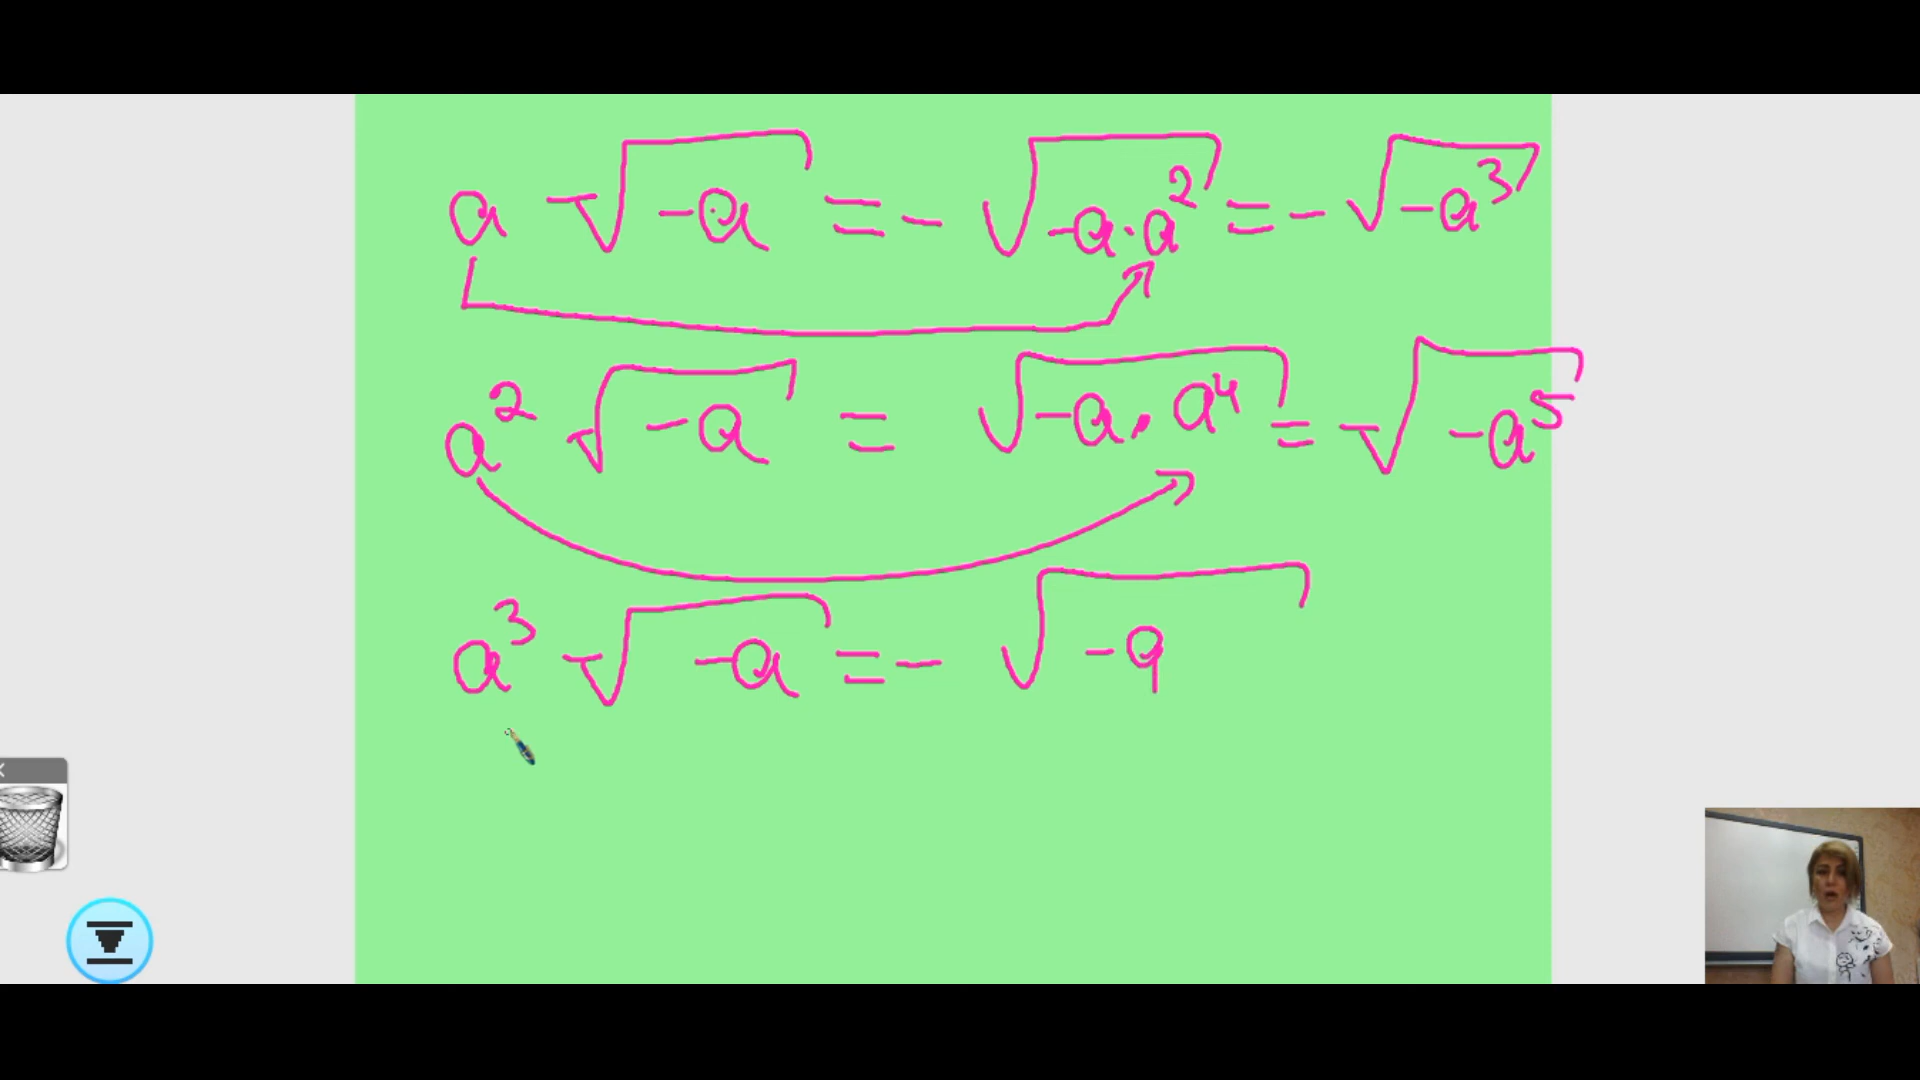 a √-a = - √-a·a² = - √-a³
a² √-a = √-a·a⁴ = √-a⁵
a³ √-a = - √-a